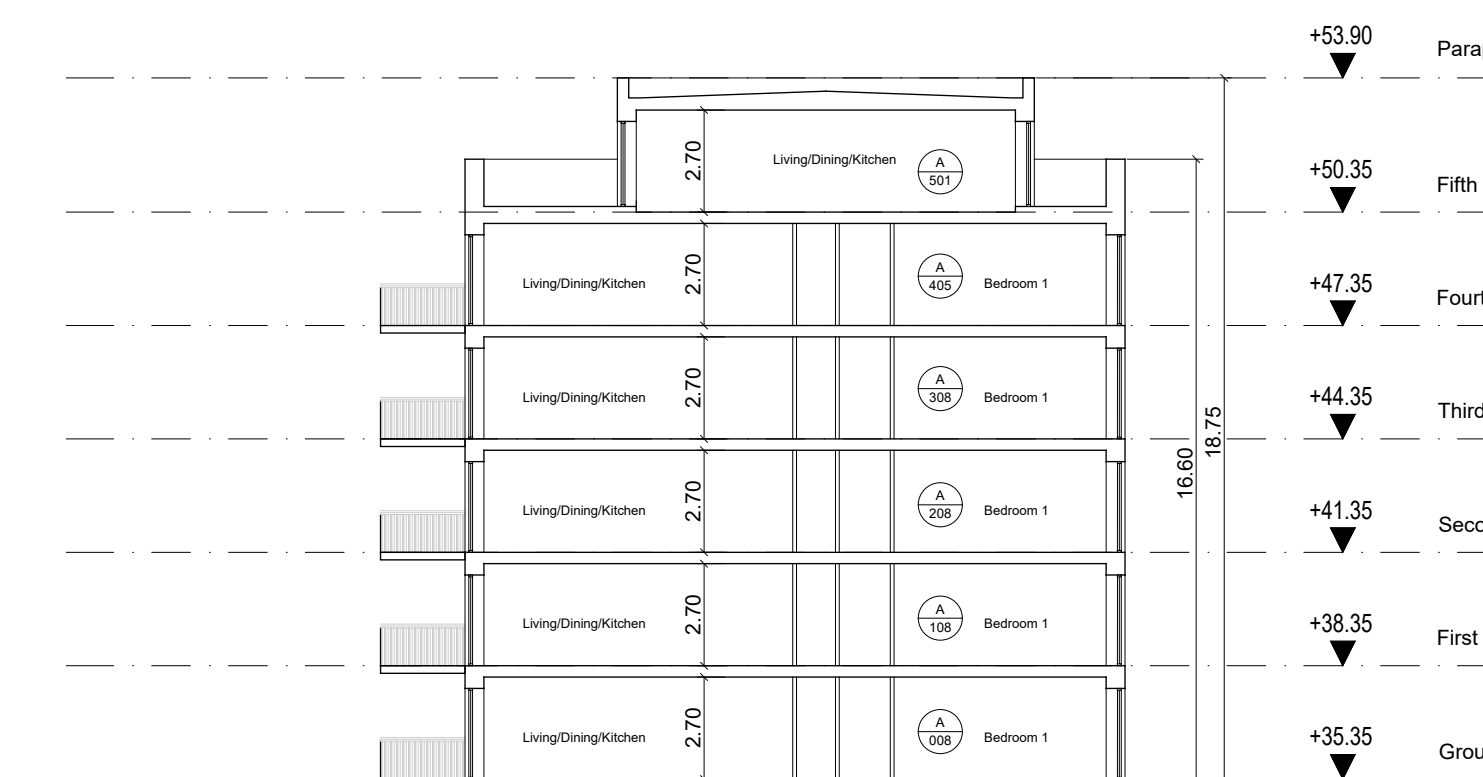 +53.90
Para
2.70
Living/Dining/Kitchen
A
501
+50.35
Fifth
Living/Dining/Kitchen
2.70
A
405
Bedroom 1
+47.35
Fourt
Living/Dining/Kitchen
2.70
A
308
Bedroom 1
+44.35
Third
18.75
16.60
Living/Dining/Kitchen
2.70
A
208
Bedroom 1
+41.35
Seco
Living/Dining/Kitchen
2.70
A
108
Bedroom 1
+38.35
First
Living/Dining/Kitchen
2.70
A
008
Bedroom 1
+35.35
Grou